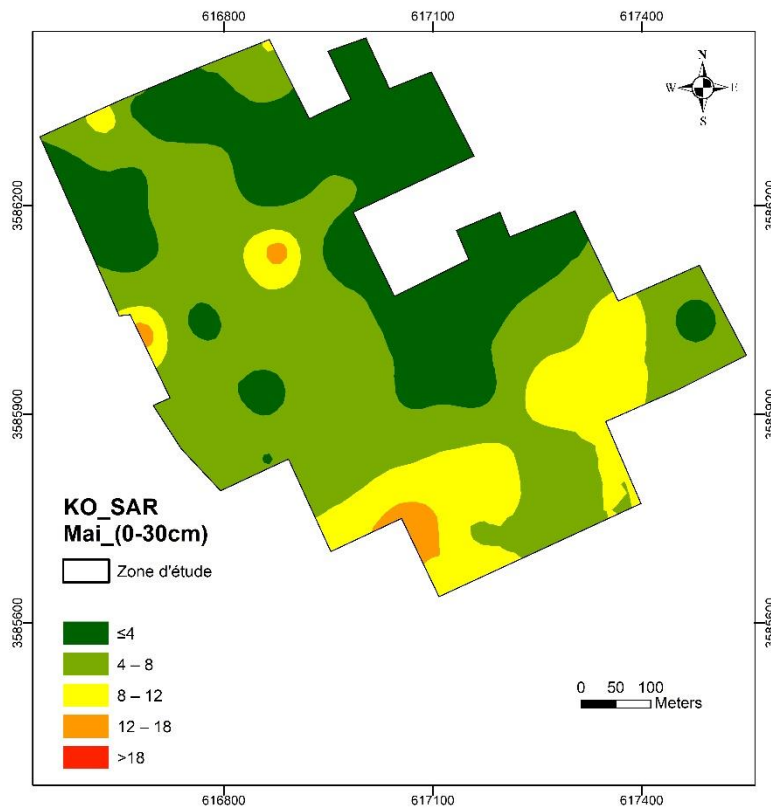 616800 617100 617400
N
W E
S
3586200 3586200
3585900 3585900
KO_SAR
Mai_(0-30cm)
Zone d'étude
3585600 3585600
≤4
4 – 8
8 – 12
12 – 18
>18
0 50 100
Meters
616800 617100 617400